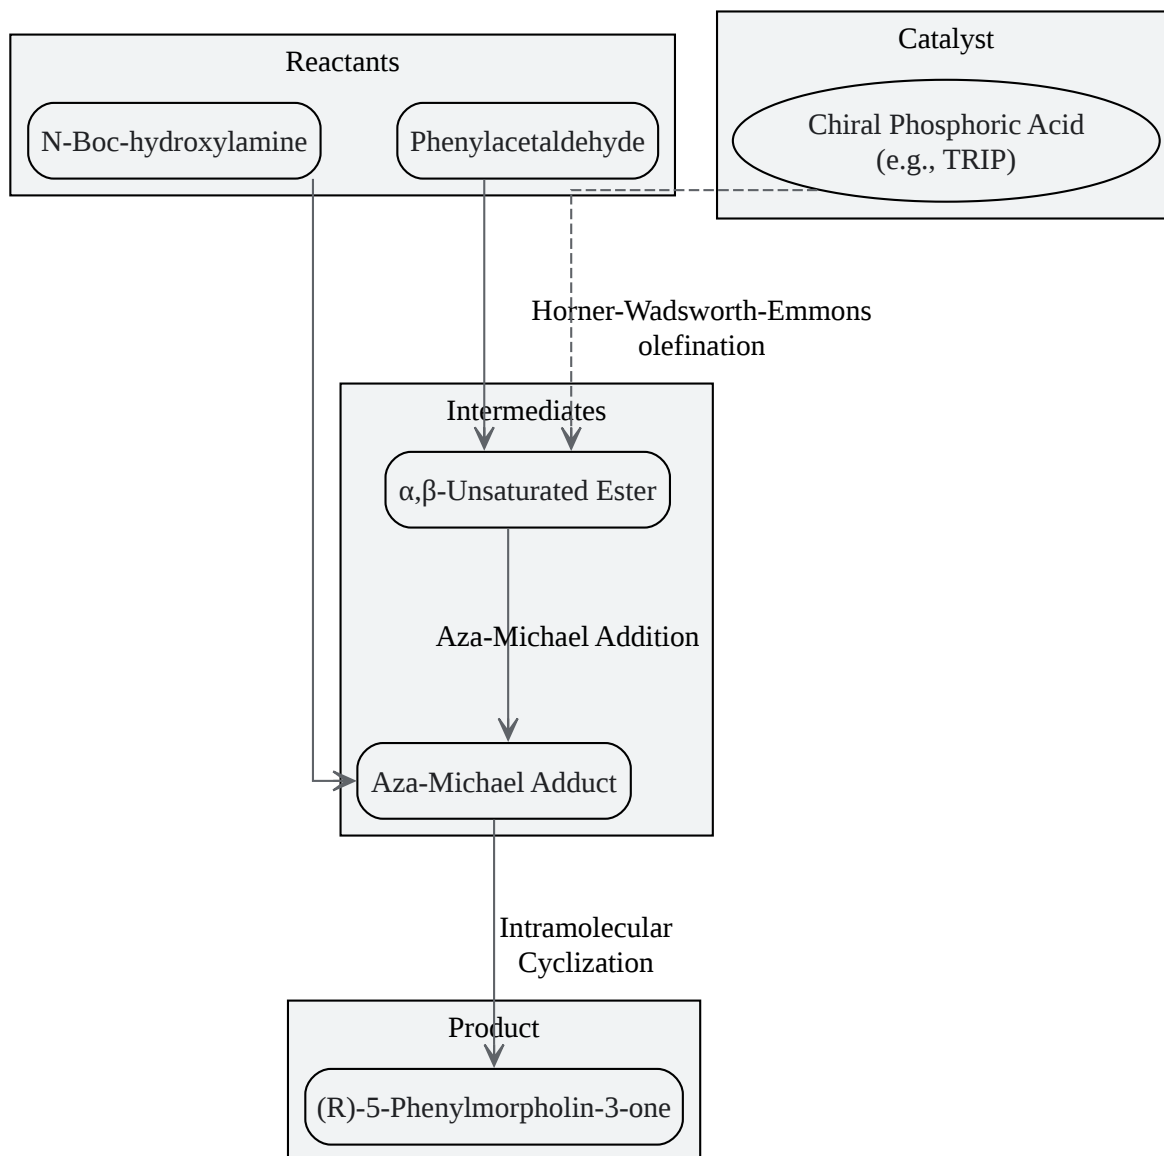 Reactants
N-Boc-hydroxylamine
Phenylacetaldehyde
Catalyst
Chiral Phosphoric Acid
(e.g., TRIP)
Horner-Wadsworth-Emmons
olefination
Intermediates
α,β-Unsaturated Ester
Aza-Michael Addition
Aza-Michael Adduct
Intramolecular
Cyclization
Product
(R)-5-Phenylmorpholin-3-one